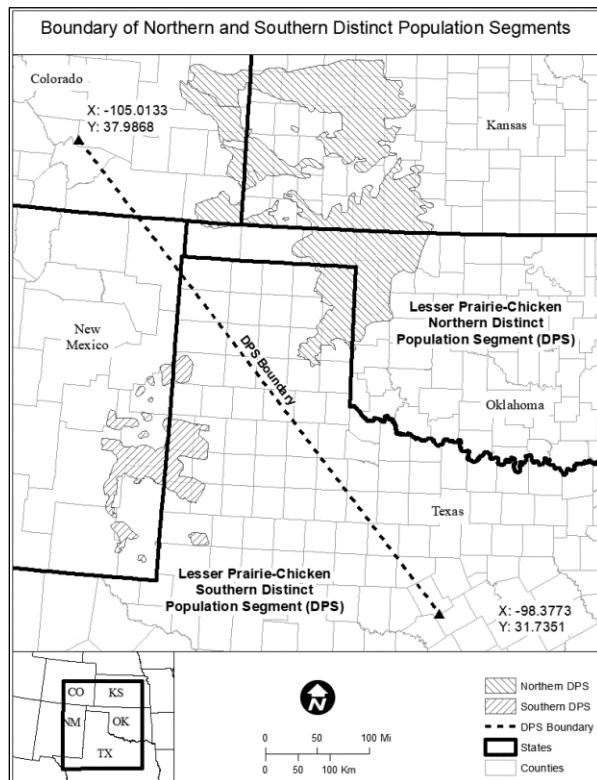 Boundary of Northern and Southern Distinct Population Segments
Colorado
X: -105.0133
Y: 37.9868
Kansas
Lesser Prairie-Chicken
Northern Distinct
Population Segment (DPS)
New
Mexico
DPS Boundary
Oklahoma
Texas
Lesser Prairie-Chicken
Southern Distinct
Population Segment (DPS)
X: -98.3773
Y: 31.7351
CO
KS
NM
OK
TX
N
0 50 100 Mi
0 50 100 Km
Northern DPS
Southern DPS
DPS Boundary
States
Counties